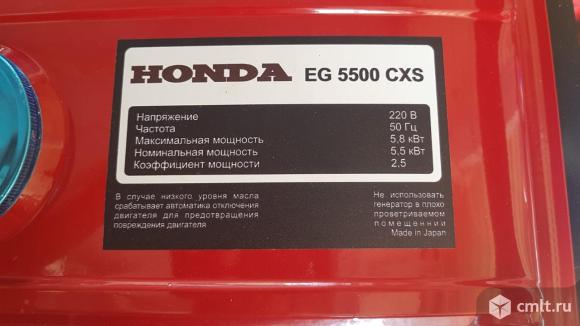 HONDA EG 5500 CXS
Напряжение 220 В
Частота 50 Гц
Максимальная мощность 5,8 кВт
Номинальная мощность 5,5 кВт
Коэффициент мощности 2,5
В случае низкого уровня масла
срабатывает автоматика отключения
двигателя для предотвращения
повреждения двигателя
Не использовать
генератор в плохо
проветриваемом
помещении
Made in Japan
cmlt.ru